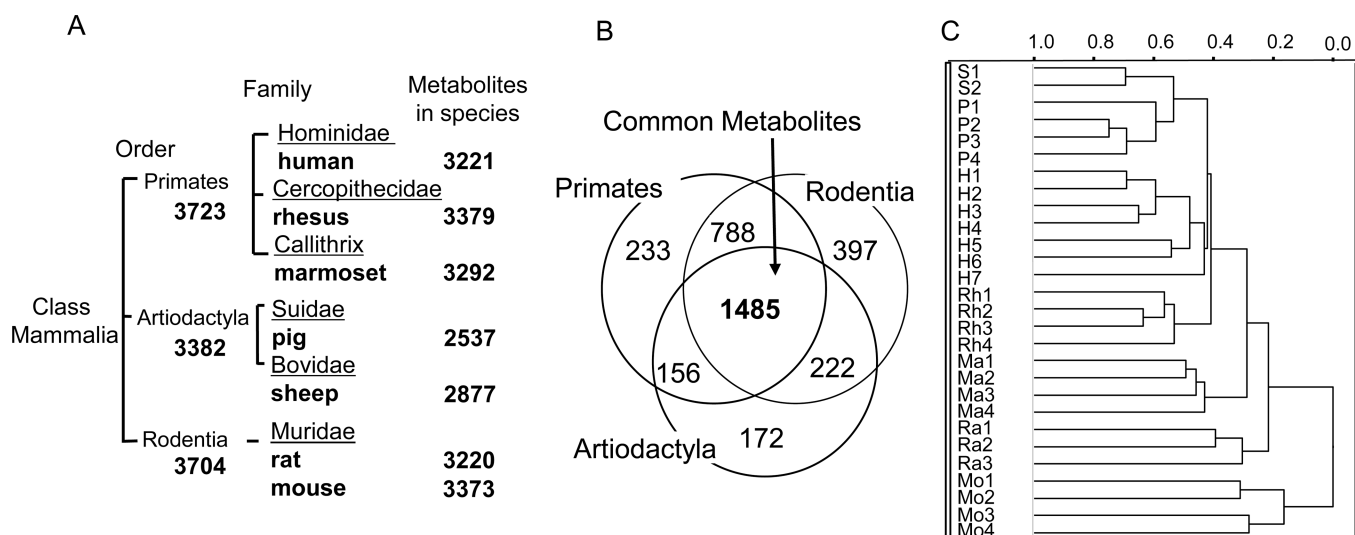 A
Family
Metabolites
in species
Order
Hominidae
human 3221
Primates
3723
Cercopithecidae
rhesus 3379
Callithrix
marmoset 3292
Class
Mammalia
Artiodactyla
3382
Suidae
pig 2537
Bovidae
sheep 2877
Rodentia
3704
Muridae
rat 3220
mouse 3373
B
Common Metabolites
Primates
Rodentia
233
788
397
1485
156
222
Artiodactyla
172
C
1.0 0.8 0.6 0.4 0.2 0.0
S1
S2
P1
P2
P3
P4
H1
H2
H3
H4
H5
H6
H7
Rh1
Rh2
Rh3
Rh4
Ma1
Ma2
Ma3
Ma4
Ra1
Ra2
Ra3
Mo1
Mo2
Mo3
Mo4